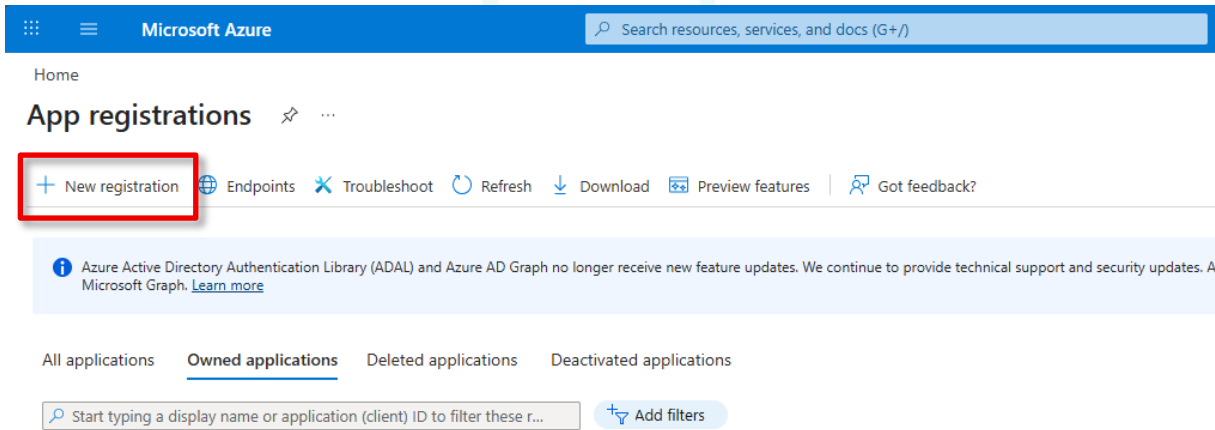 Microsoft Azure
Search resources, services, and docs (G+/)
Home
App registrations
New registration Endpoints Troubleshoot Refresh Download Preview features Got feedback?
Azure Active Directory Authentication Library (ADAL) and Azure AD Graph no longer receive new feature updates. We continue to provide technical support and security updates. A
Microsoft Graph. Learn more
All applications Owned applications Deleted applications Deactivated applications
Start typing a display name or application (client) ID to filter these r... Add filters